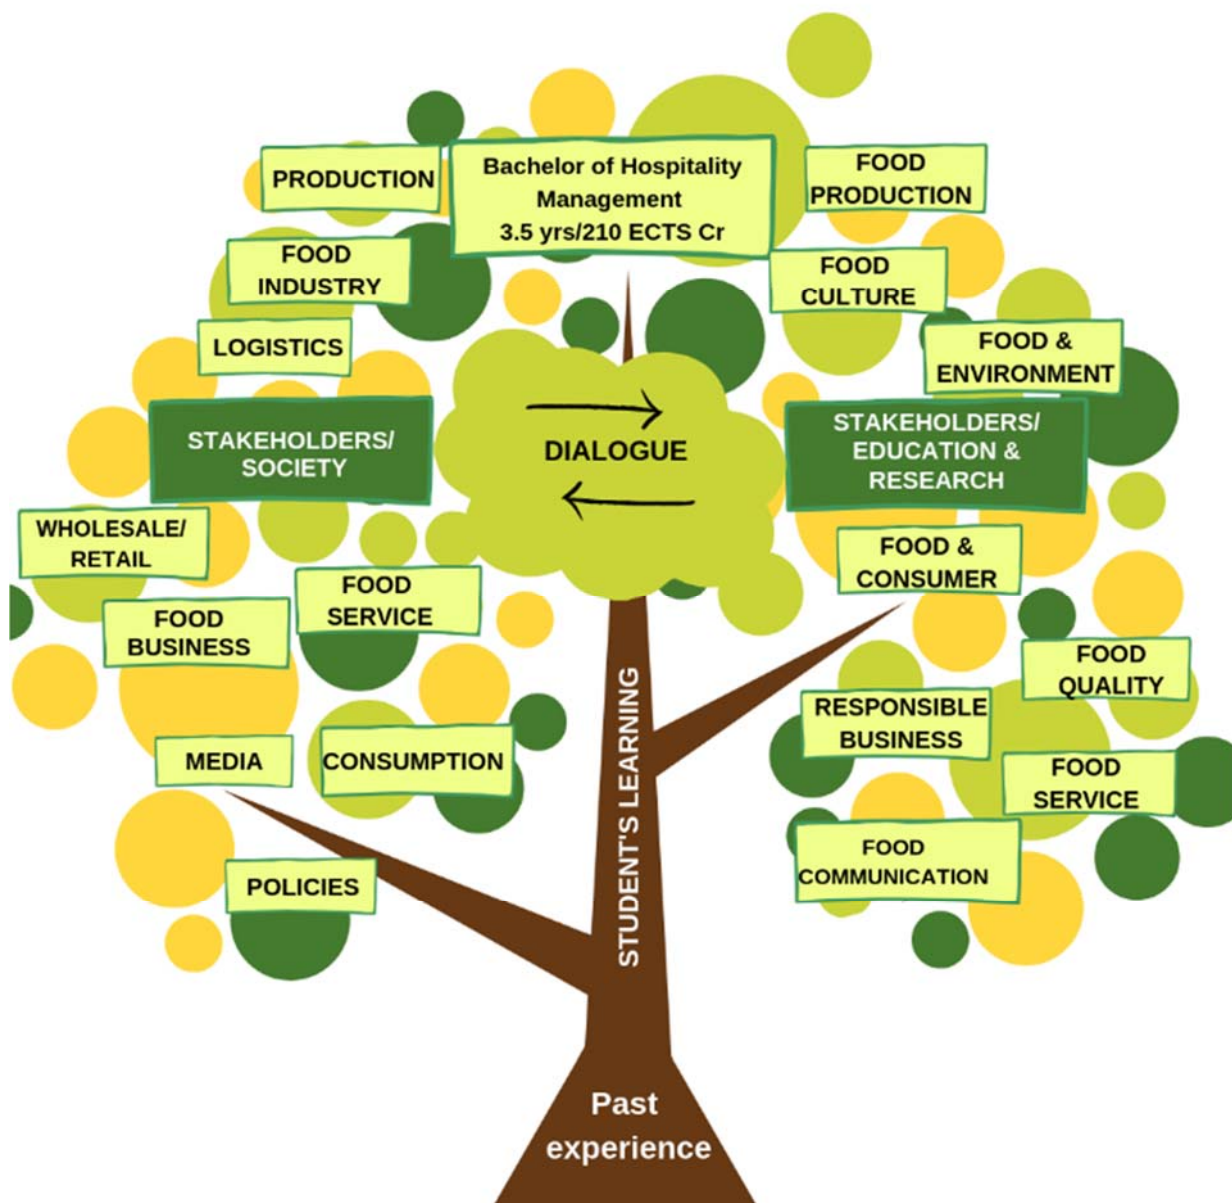 PRODUCTION
Bachelor of Hospitality
Management
3.5 yrs/210 ECTS Cr
FOOD
PRODUCTION
FOOD
INDUSTRY
FOOD
CULTURE
LOGISTICS
FOOD &
ENVIRONMENT
STAKEHOLDERS/
SOCIETY
DIALOGUE
STAKEHOLDERS/
EDUCATION &
RESEARCH
WHOLESALE/
RETAIL
FOOD
SERVICE
FOOD &
CONSUMER
FOOD
BUSINESS
FOOD
QUALITY
MEDIA
CONSUMPTION
RESPONSIBLE
BUSINESS
FOOD
SERVICE
POLICIES
FOOD
COMMUNICATION
STUDENT'S LEARNING
Past
experience